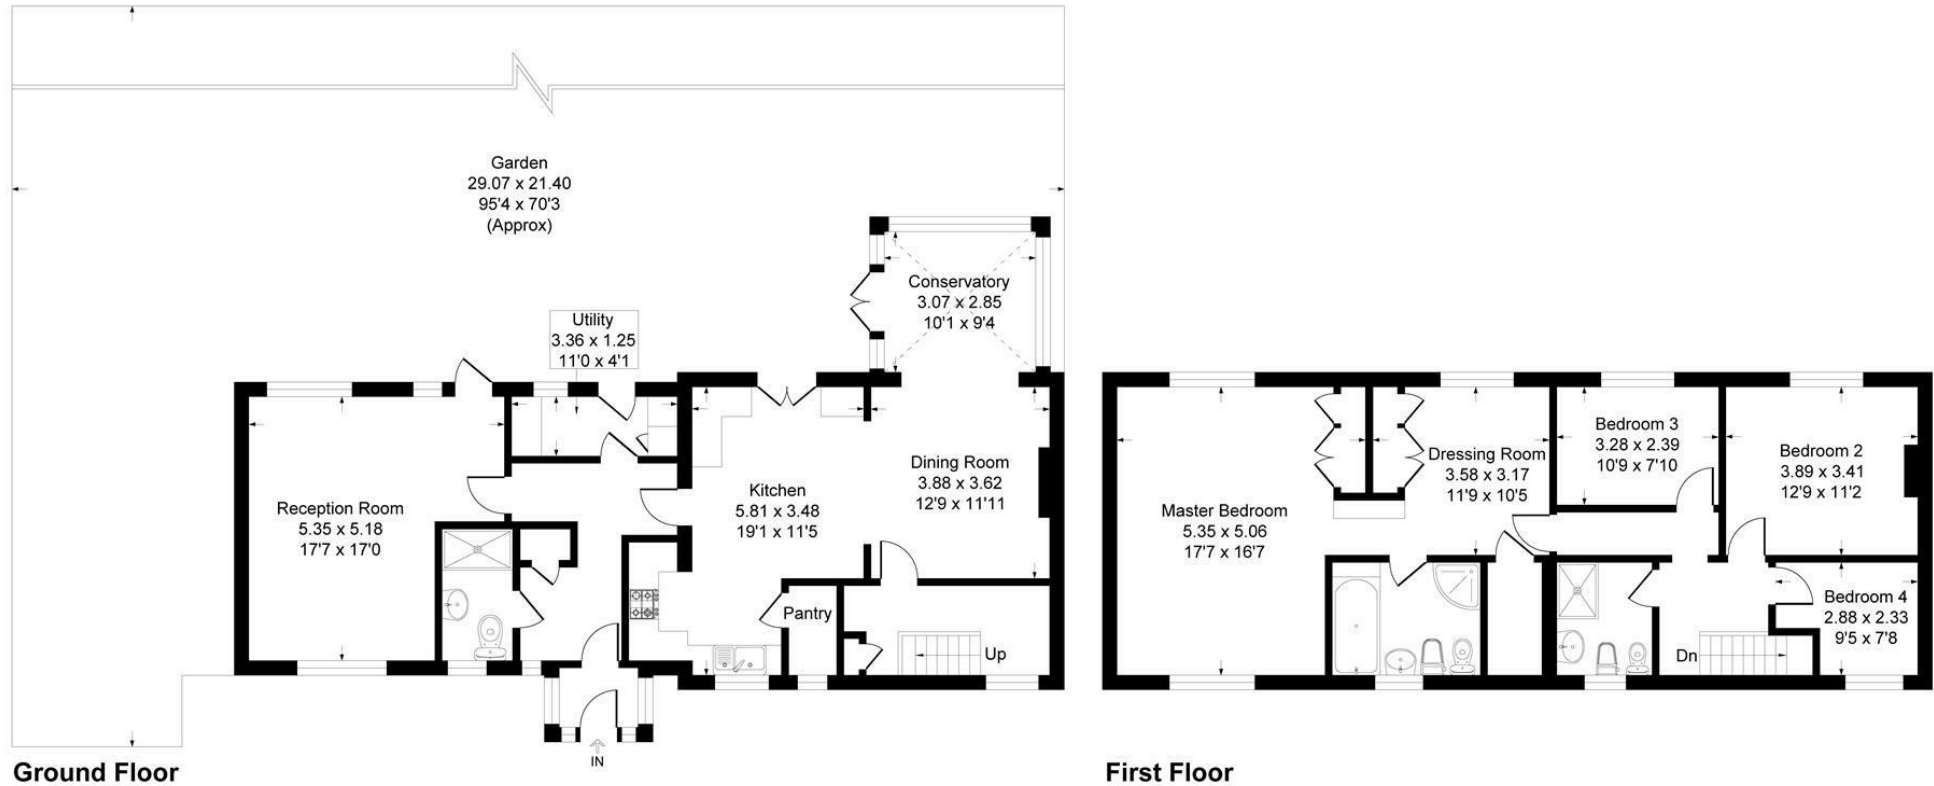 Garden
29.07 x 21.40
95'4 x 70'3
(Approx)
Conservatory
3.07 x 2.85
10'1 x 9'4
Utility
3.36 x 1.25
11'0 x 4'1
Reception Room
5.35 x 5.18
17'7 x 17'0
Kitchen
5.81 x 3.48
19'1 x 11'5
Dining Room
3.88 x 3.62
12'9 x 11'11
Pantry
Up
IN
Ground Floor
Master Bedroom
5.35 x 5.06
17'7 x 16'7
Dressing Room
3.58 x 3.17
11'9 x 10'5
Bedroom 3
3.28 x 2.39
10'9 x 7'10
Bedroom 2
3.89 x 3.41
12'9 x 11'2
Bedroom 4
2.88 x 2.33
9'5 x 7'8
Dn
First Floor